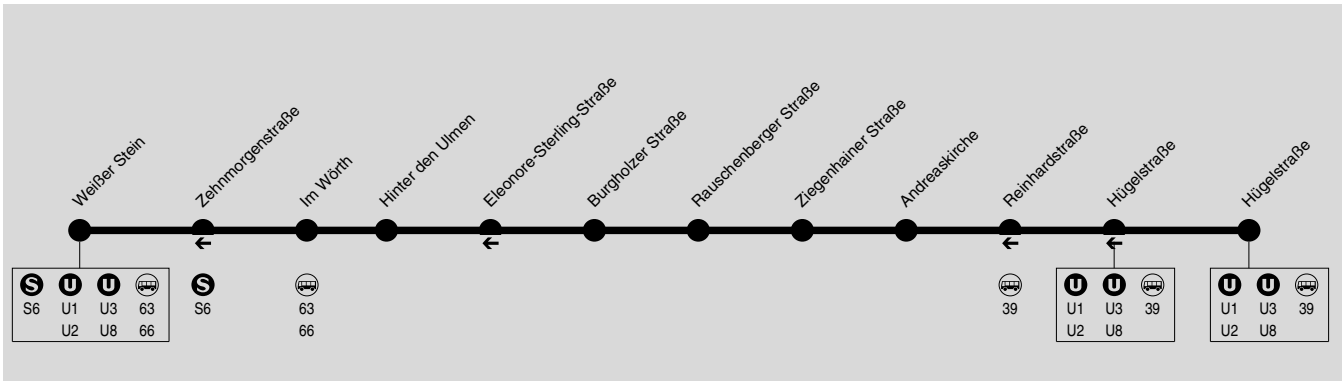 Weißer Stein
Zehnmorgenstraße
Im Wörth
Hinter den Ulmen
Eleonore-Sterling-Straße
Burgholzer Straße
Rauschenberger Straße
Ziegenhainer Straße
Andreaskirche
Reinhardstraße
Hügelstraße
Hügelstraße
S U U
S6 U1 U3 63
U2 U8 66
S
S6
63
66
39
U U
U1 U3 39
U2 U8
U U
U1 U3 39
U2 U8